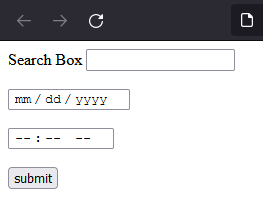 Search Box
mm / dd / yyyy
-- : -- --
submit